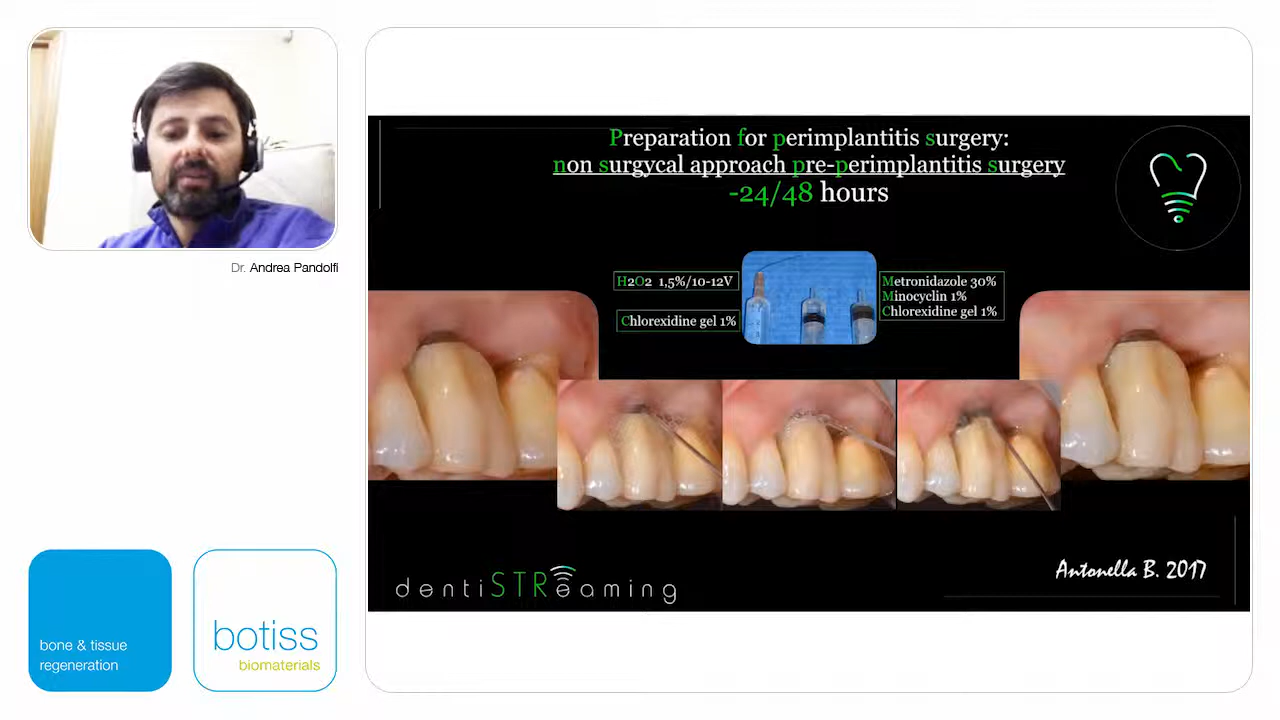 Dr. Andrea Pandolfi
bone & tissue
regeneration
botiss
biomaterials
Preparation for perimplantitis surgery:
non surgycal approach pre-perimplantitis surgery
-24/48 hours
H2O2 1,5%/10-12V
Chlorexidine gel 1%
Metronidazole 30%
Minocyclin 1%
Chlorexidine gel 1%
dentiSTReaming
Antonella B. 2017